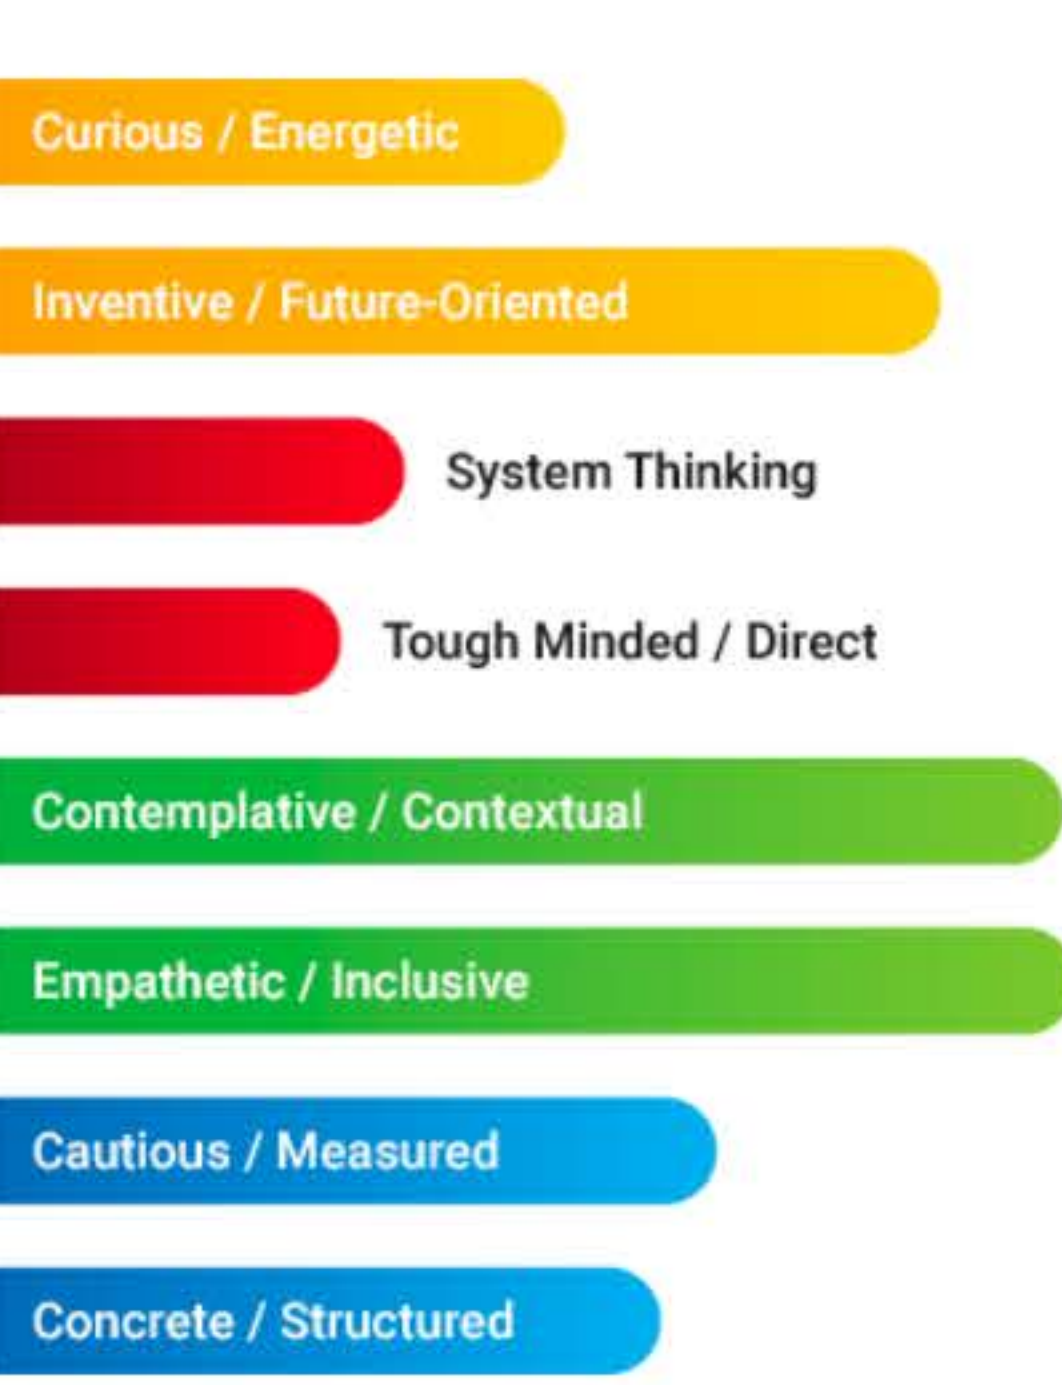 Curious / Energetic
Inventive / Future-Oriented
System Thinking
Tough Minded / Direct
Contemplative / Contextual
Empathetic / Inclusive
Cautious / Measured
Concrete / Structured